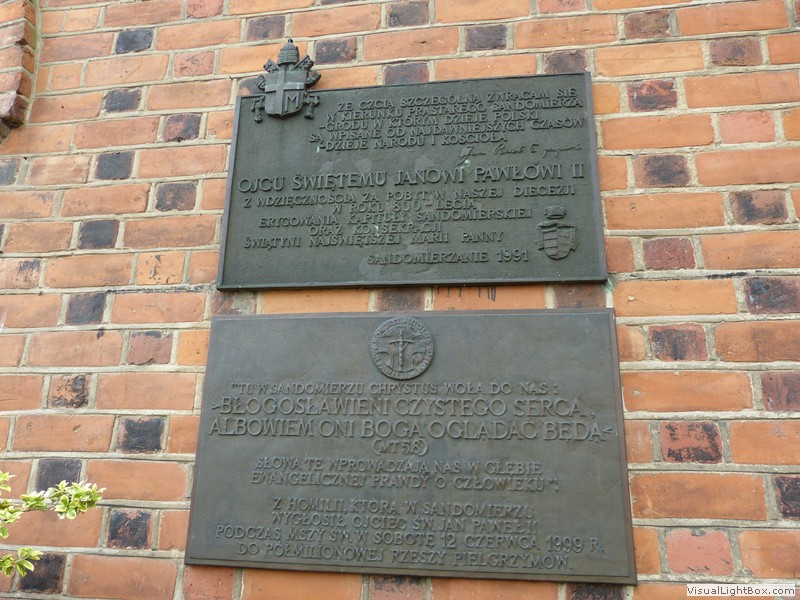 M
ZE CZCIĄ SZCZEGÓLNĄ ZWRACAM SIĘ
W KIERUNKU PRASTAREGO SANDOMIERZA
-GRODU W KTÓRYM DZIEJE POLSKI
SĄ WPISANE OD NAJDAWNIEJSZYCH CZASÓW
W DZIEJE NARODU I KOŚCIOŁA
OJCU ŚWIĘTEMU JANOWI PAWŁOWI II
Z WDZIĘCZNOŚCIĄ ZA POBYT W NASZEJ DIECEZJI
W ROKU 800-LECIA
ERYGOWANIA KAPITUŁY SANDOMIERSKIEJ
ORAZ KONSEKRACJI
ŚWIĄTYNI NAJŚWIĘTSZEJ MARII PANNY
SANDOMIERZANIE 1991
"TU W SANDOMIERZU CHRYSTUS WOŁA DO NAS:
-BŁOGOSŁAWIENI CZYSTEGO SERCA,
ALBOWIEM ONI BOGA OGLĄDAĆ BĘDĄ-
(MT 5,8)
SŁOWA TE WPROWADZAJĄ NAS W GŁĘBIĘ
EWANGELICZNEJ PRAWDY O CZŁOWIEKU":
Z HOMILII, KTÓRĄ W SANDOMIERZU
WYGŁOSIŁ OJCIEC ŚW. JAN PAWEŁ II
PODCZAS MSZY ŚW. W SOBOTĘ 12 CZERWCA 1999 R.
DO PÓŁMILIONOWEJ RZESZY PIELGRZYMÓW.
VisualLightBox.com